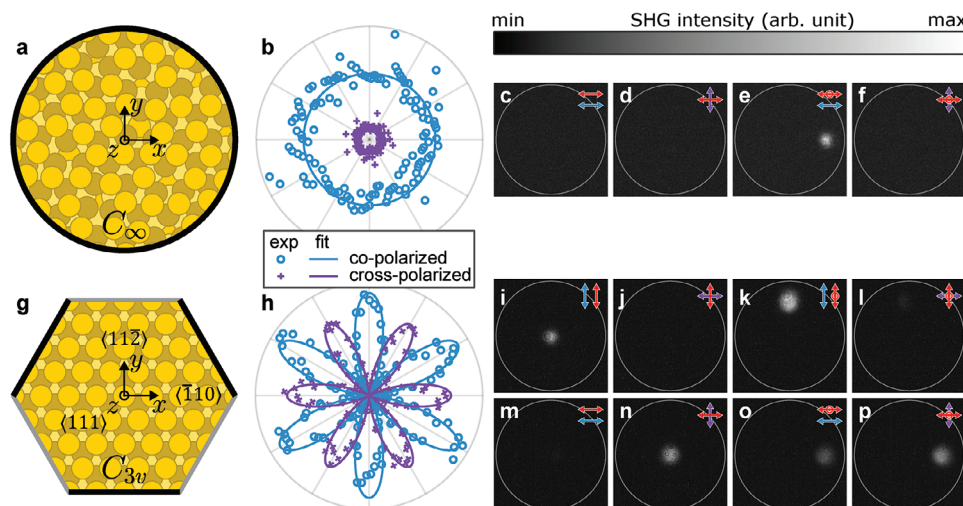 min SHG intensity (arb. unit) max
a
y
z x
C∞
b
c
d
e
f
exp fit
co-polarized
cross-polarized
g
⟨112̄⟩
y
z x
⟨1̄10⟩
⟨111⟩
C3v
h
i
j
k
l
m
n
o
p